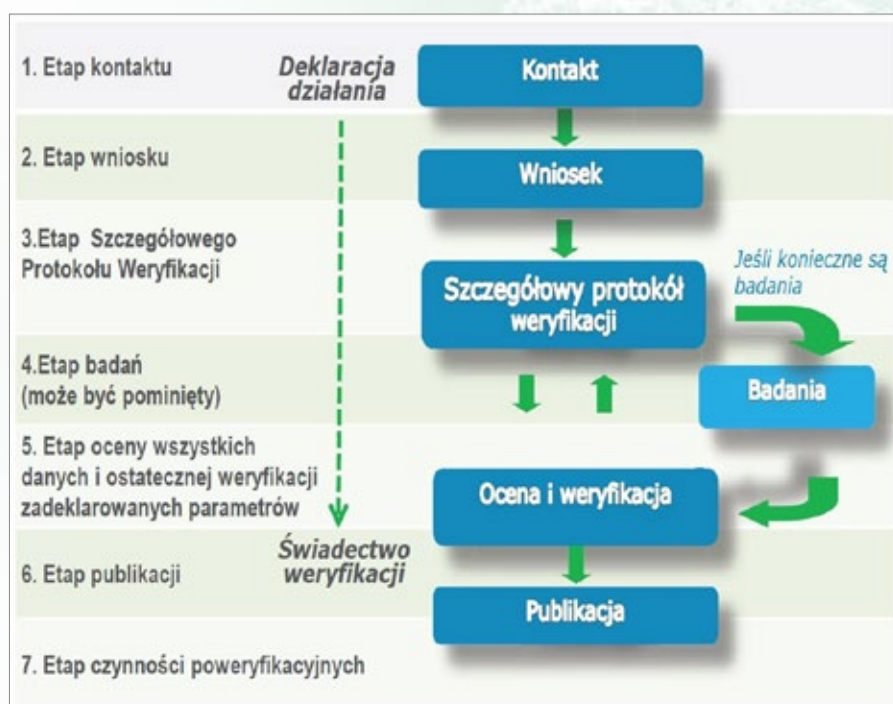 1. Etap kontaktu
Deklaracja
działania
Kontakt
2. Etap wniosku
Wniosek
3.Etap Szczegółowego
Protokołu Weryfikacji
Szczegółowy protokół
weryfikacji
Jeśli konieczne są
badania
4.Etap badań
(może być pominięty)
Badania
5. Etap oceny wszystkich
danych i ostatecznej weryfikacji
zadeklarowanych parametrów
Ocena i weryfikacja
Świadectwo
weryfikacji
6. Etap publikacji
Publikacja
7. Etap czynności poweryfikacyjnych